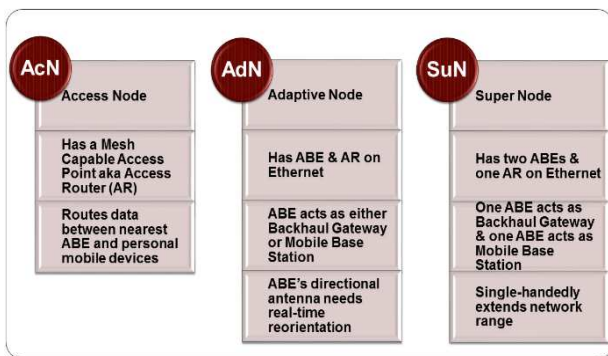 AcN
Access Node
Has a Mesh
Capable Access
Point aka Access
Router (AR)
Routes data
between nearest
ABE and personal
mobile devices
AdN
Adaptive Node
Has ABE & AR on
Ethernet
ABE acts as either
Backhaul Gateway
or Mobile Base
Station
ABE's directional
antenna needs
real-time
reorientation
SuN
Super Node
Has two ABEs &
one AR on Ethernet
One ABE acts as
Backhaul Gateway
& one ABE acts as
Mobile Base
Station
Single-handedly
extends network
range